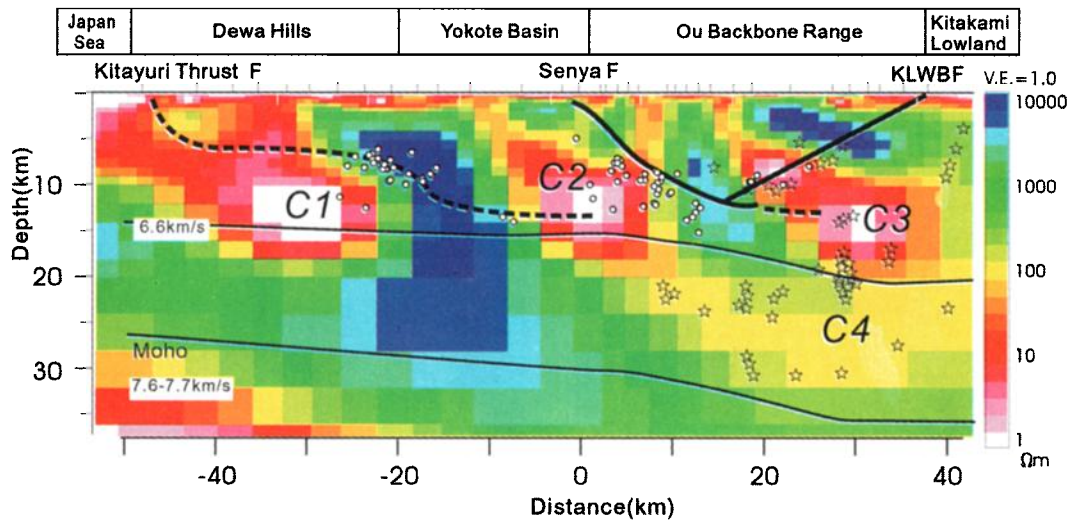 Japan Sea
Dewa Hills
Yokote Basin
Ou Backbone Range
Kitakami Lowland
Kitayuri Thrust F
Senya F
KLWBF
V.E.=1.0
Depth(km)
10
20
30
C1
C2
C3
C4
6.6km/s
Moho
7.6-7.7km/s
10000
1000
100
10
1
Ωm
-40
-20
0
20
40
Distance(km)